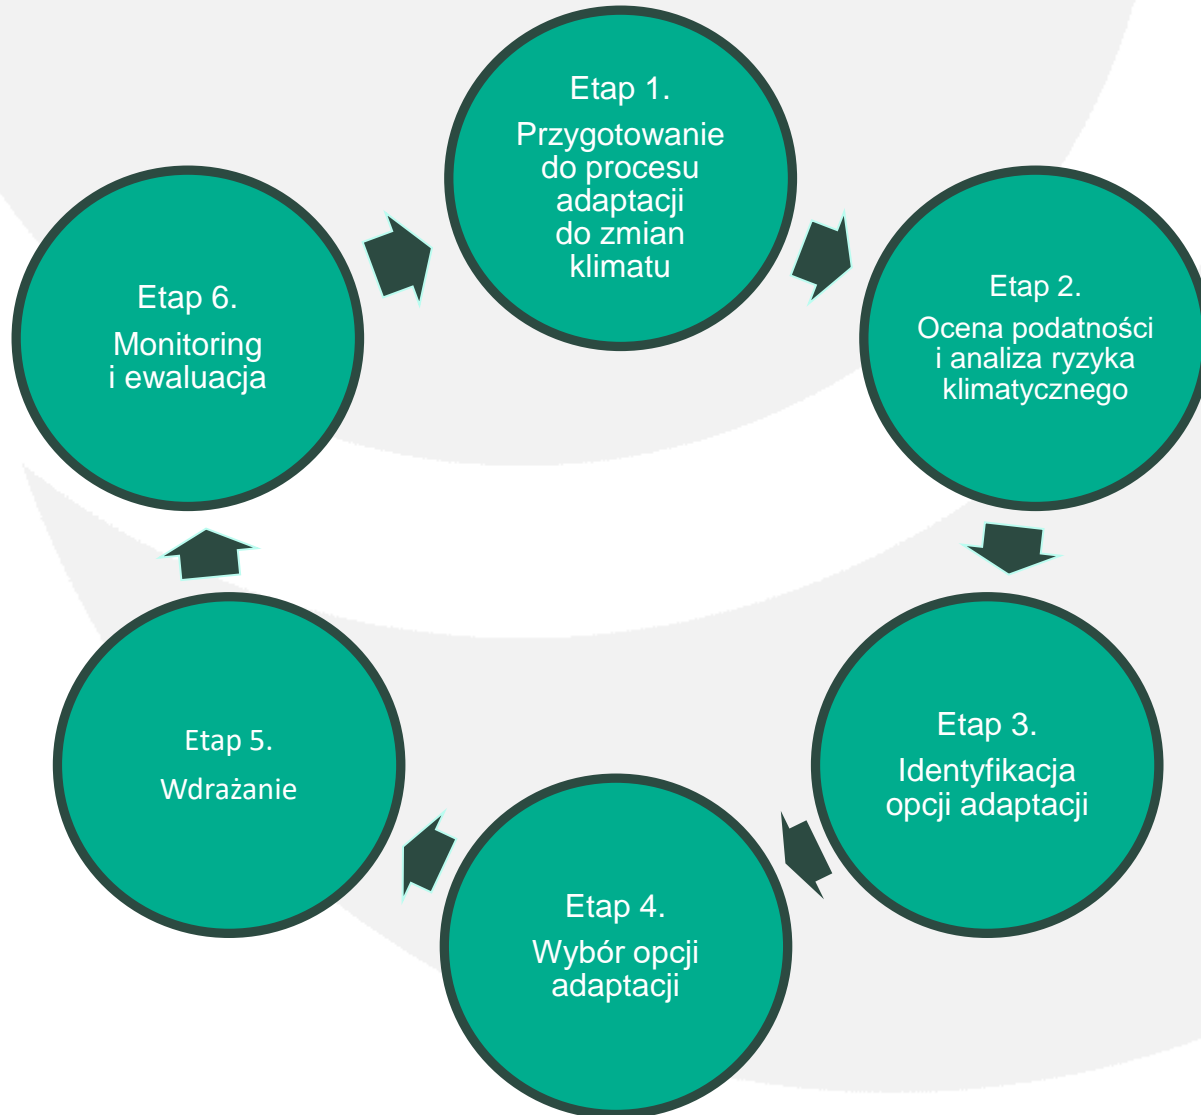 Etap 1.
Przygotowanie
do procesu
adaptacji
do zmian
klimatu
Etap 2.
Ocena podatności
i analiza ryzyka
klimatycznego
Etap 3.
Identyfikacja
opcji adaptacji
Etap 4.
Wybór opcji
adaptacji
Etap 5.
Wdrażanie
Etap 6.
Monitoring
i ewaluacja